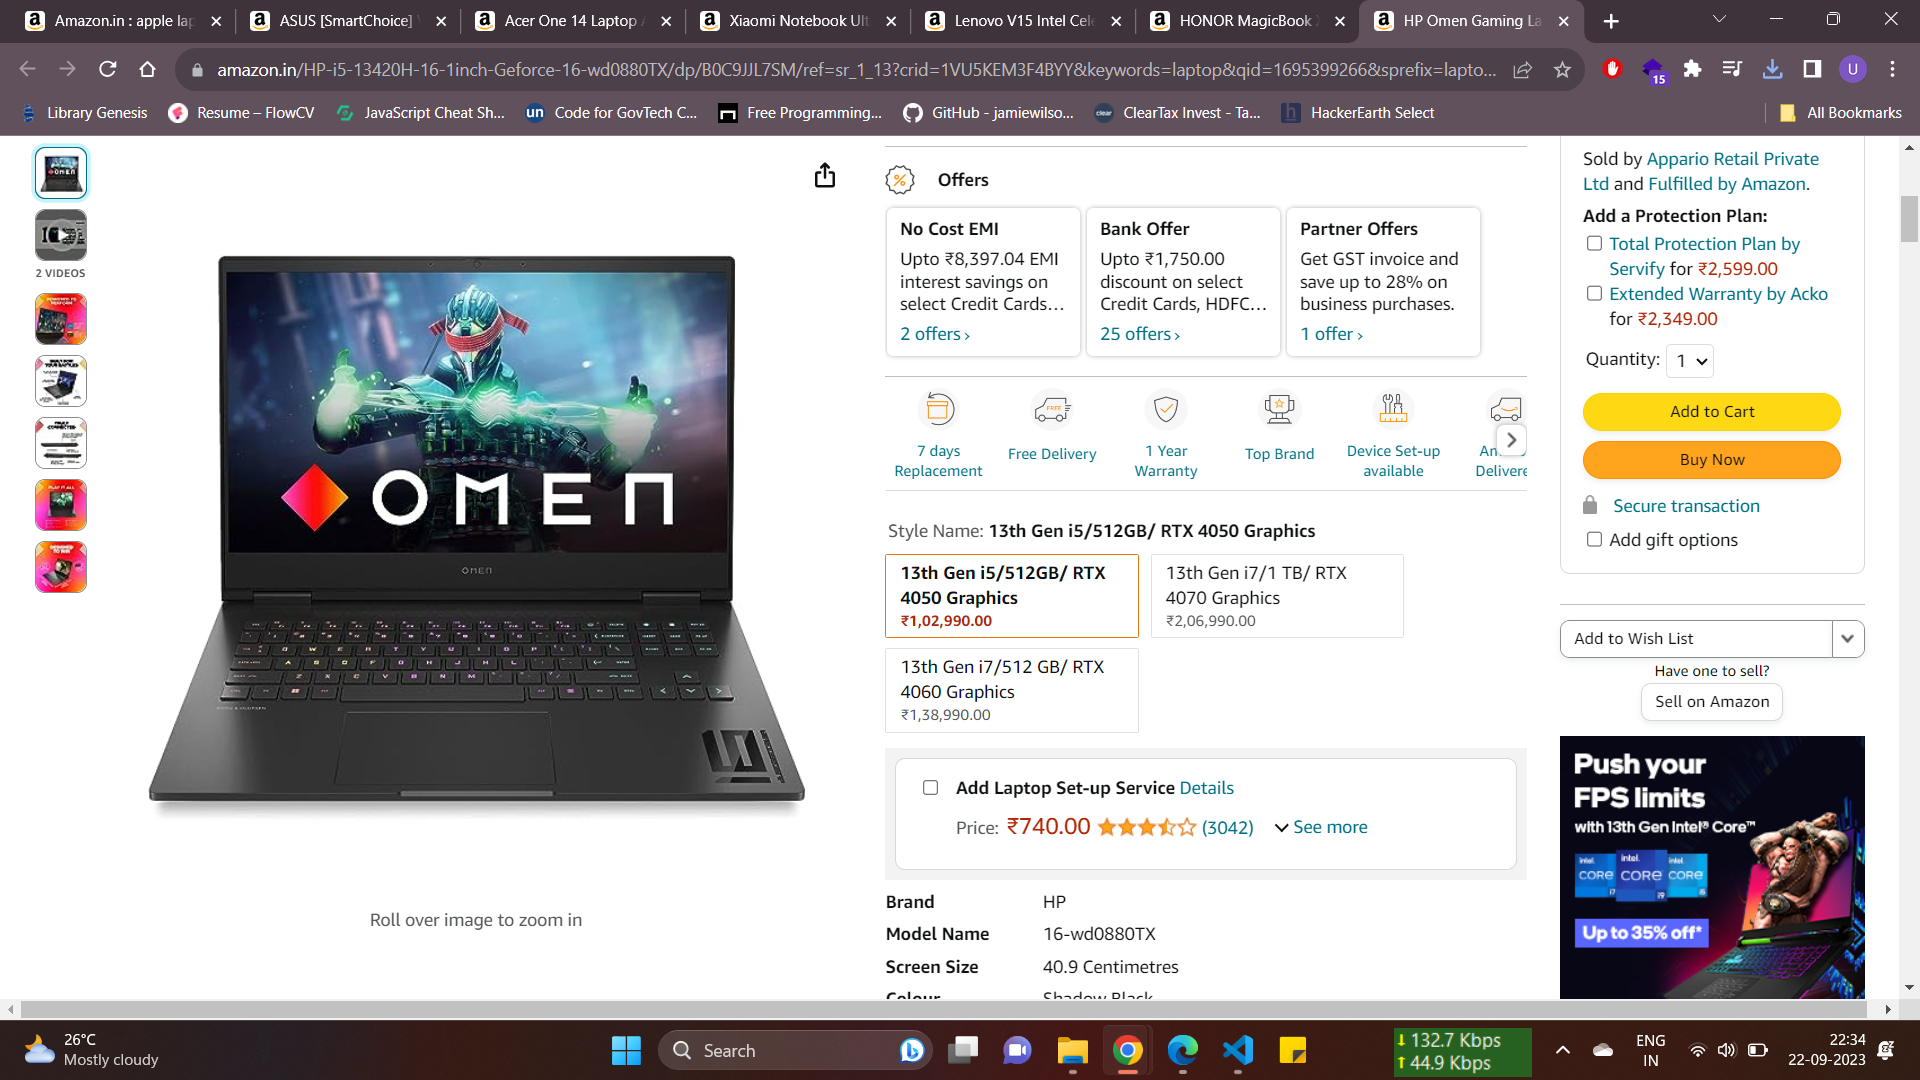 Amazon.in : apple lap
ASUS [SmartChoice]
Acer One 14 Laptop
Xiaomi Notebook Ult
Lenovo V15 Intel Cele
HONOR MagicBook
HP Omen Gaming La
amazon.in/HP-i5-13420H-16-1inch-Geforce-16-wd0880TX/dp/B0C9JJL7SM/ref=sr_1_13?crid=1VU5KEM3F4BYY&keywords=laptop&qid=1695399266&sprefix=lapto...
15
U
Library Genesis
Resume – FlowCV
JavaScript Cheat Sh...
un Code for GovTech C...
Free Programming...
GitHub - jamiewilso...
clear ClearTax Invest - Ta...
h HackerEarth Select
All Bookmarks
2 VIDEOS
OMEN
OMEN
Roll over image to zoom in
Offers
No Cost EMI
Upto ₹8,397.04 EMI
interest savings on
select Credit Cards…
2 offers ›
Bank Offer
Upto ₹1,750.00
discount on select
Credit Cards, HDFC…
25 offers ›
Partner Offers
Get GST invoice and
save up to 28% on
business purchases.
1 offer ›
7 days
Replacement
FREE
Free Delivery
1 Year
Warranty
Top Brand
Device Set-up
available
Delivere
Style Name: 13th Gen i5/512GB/ RTX 4050 Graphics
13th Gen i5/512GB/ RTX
4050 Graphics
₹1,02,990.00
13th Gen i7/1 TB/ RTX
4070 Graphics
₹2,06,990.00
13th Gen i7/512 GB/ RTX
4060 Graphics
₹1,38,990.00
Add Laptop Set-up Service Details
Price: ₹740.00 (3042) See more
Brand HP
Model Name 16-wd0880TX
Screen Size 40.9 Centimetres
Colour Shadow Black
Sold by Appario Retail Private
Ltd and Fulfilled by Amazon.
Add a Protection Plan:
Total Protection Plan by
Servify for ₹2,599.00
Extended Warranty by Acko
for ₹2,349.00
Quantity: 1
Add to Cart
Buy Now
Secure transaction
Add gift options
Add to Wish List
Have one to sell?
Sell on Amazon
Push your
FPS limits
with 13th Gen Intel® Core™
intel. CORE i7
intel. CORE i9
intel. CORE i5
Up to 35% off*
26°C
Mostly cloudy
Search
132.7 Kbps
44.9 Kbps
ENG
IN
22:34
22-09-2023